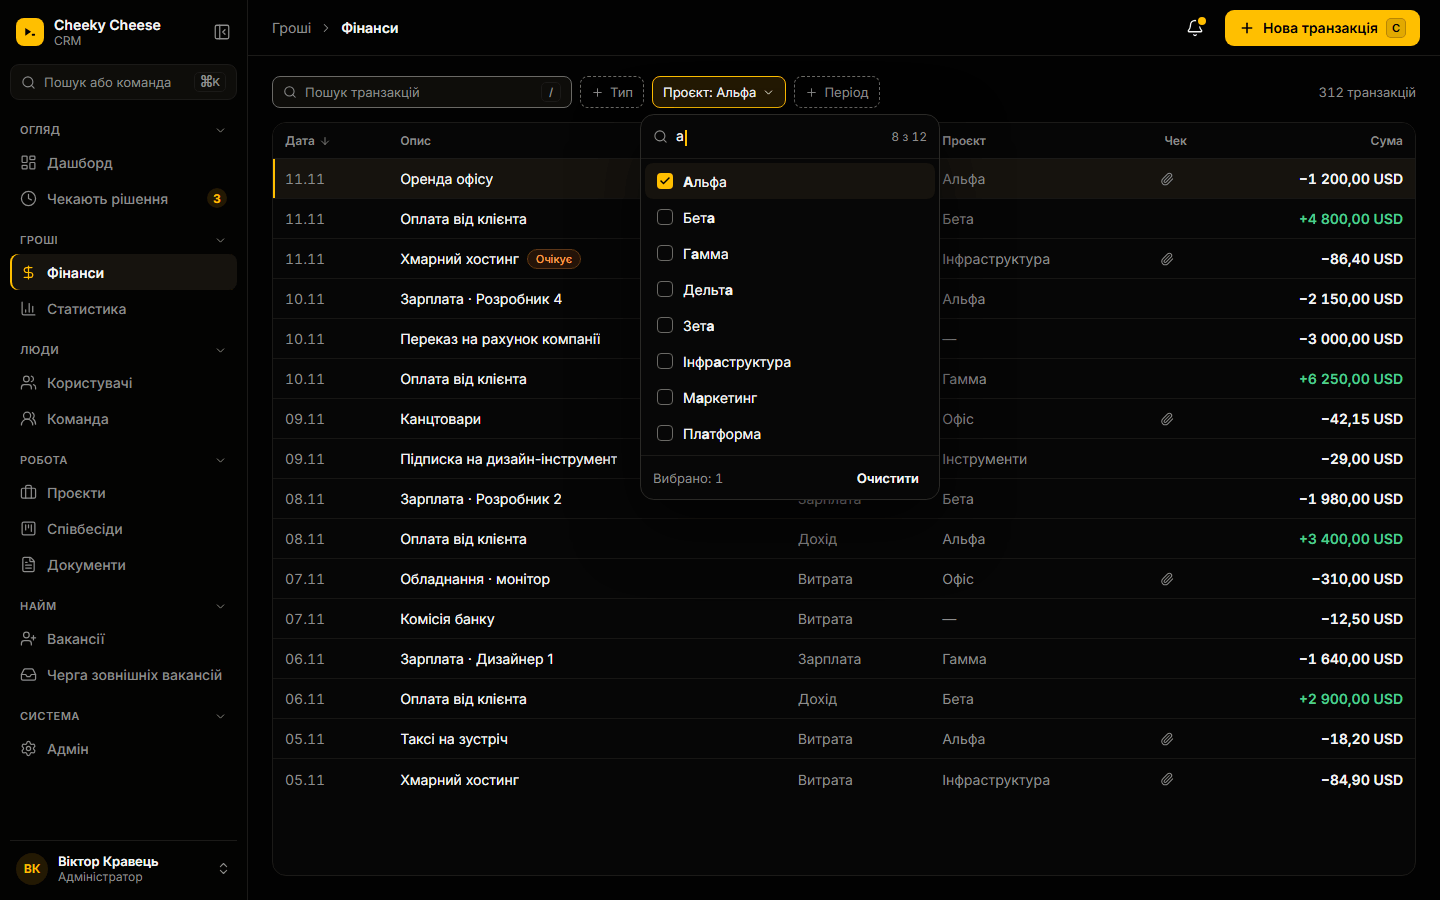 Cheeky Cheese
CRM
Пошук або команда ⌘K
ОГЛЯД
Дашборд
Чекають рішення 3
ГРОШІ
Фінанси
Статистика
ЛЮДИ
Користувачі
Команда
РОБОТА
Проєкти
Співбесіди
Документи
НАЙМ
Вакансії
Черга зовнішніх вакансій
СИСТЕМА
Адмін
ВК
Віктор Кравець
Адміністратор
Гроші Фінанси
Нова транзакція C
Пошук транзакцій /
Тип
Проєкт: Альфа
Період
312 транзакцій
Дата Опис Проєкт Чек Сума
11.11 Оренда офісу Альфа −1 200,00 USD
11.11 Оплата від клієнта Бета +4 800,00 USD
11.11 Хмарний хостинг Очікує Інфраструктура −86,40 USD
10.11 Зарплата · Розробник 4 Альфа −2 150,00 USD
10.11 Переказ на рахунок компанії — −3 000,00 USD
10.11 Оплата від клієнта Гамма +6 250,00 USD
09.11 Канцтовари Офіс −42,15 USD
09.11 Підписка на дизайн-інструмент Інструменти −29,00 USD
08.11 Зарплата · Розробник 2 Зарплата Бета −1 980,00 USD
08.11 Оплата від клієнта Дохід Альфа +3 400,00 USD
07.11 Обладнання · монітор Витрата Офіс −310,00 USD
07.11 Комісія банку Витрата — −12,50 USD
06.11 Зарплата · Дизайнер 1 Зарплата Гамма −1 640,00 USD
06.11 Оплата від клієнта Дохід Бета +2 900,00 USD
05.11 Таксі на зустріч Витрата Альфа −18,20 USD
05.11 Хмарний хостинг Витрата Інфраструктура −84,90 USD
а 8 з 12
Альфа
Бета
Гамма
Дельта
Зета
Інфраструктура
Маркетинг
Платформа
Вибрано: 1 Очистити